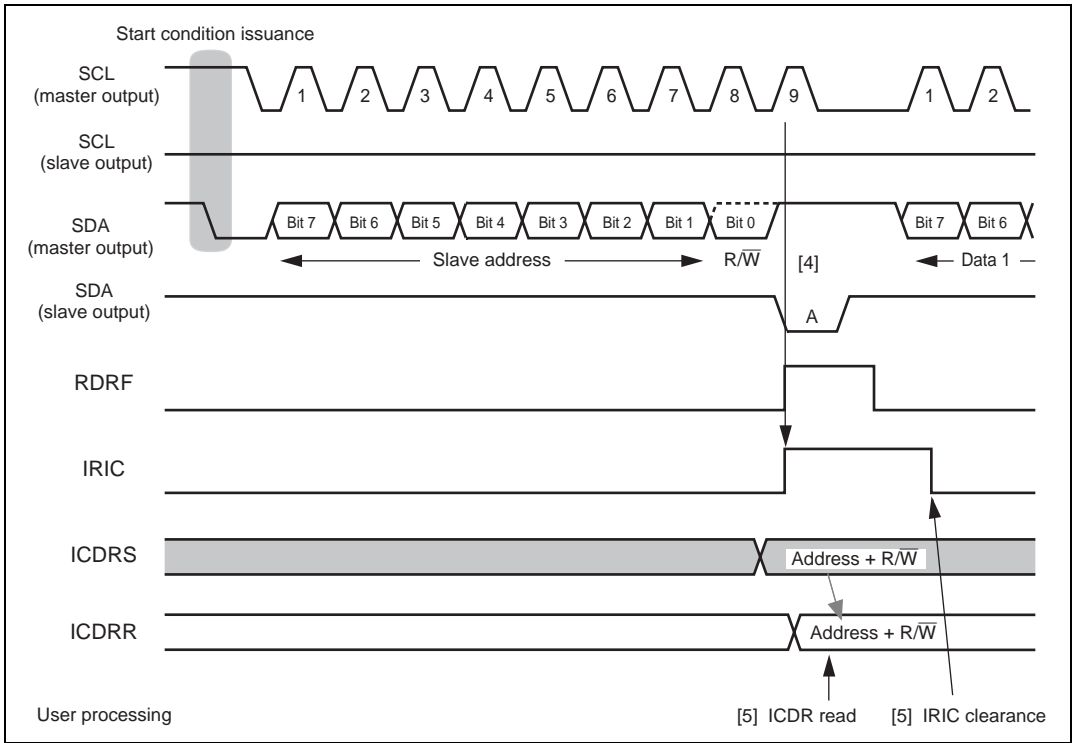 Start condition issuance
SCL
(master output)
1 2 3 4 5 6 7 8 9 1 2
SCL
(slave output)
SDA
(master output)
Bit 7 Bit 6 Bit 5 Bit 4 Bit 3 Bit 2 Bit 1 Bit 0 Bit 7 Bit 6
Slave address R/W̅ [4] Data 1
SDA
(slave output)
A
RDRF
IRIC
ICDRS
Address + R/W̅
ICDRR
Address + R/W̅
User processing
[5] ICDR read
[5] IRIC clearance